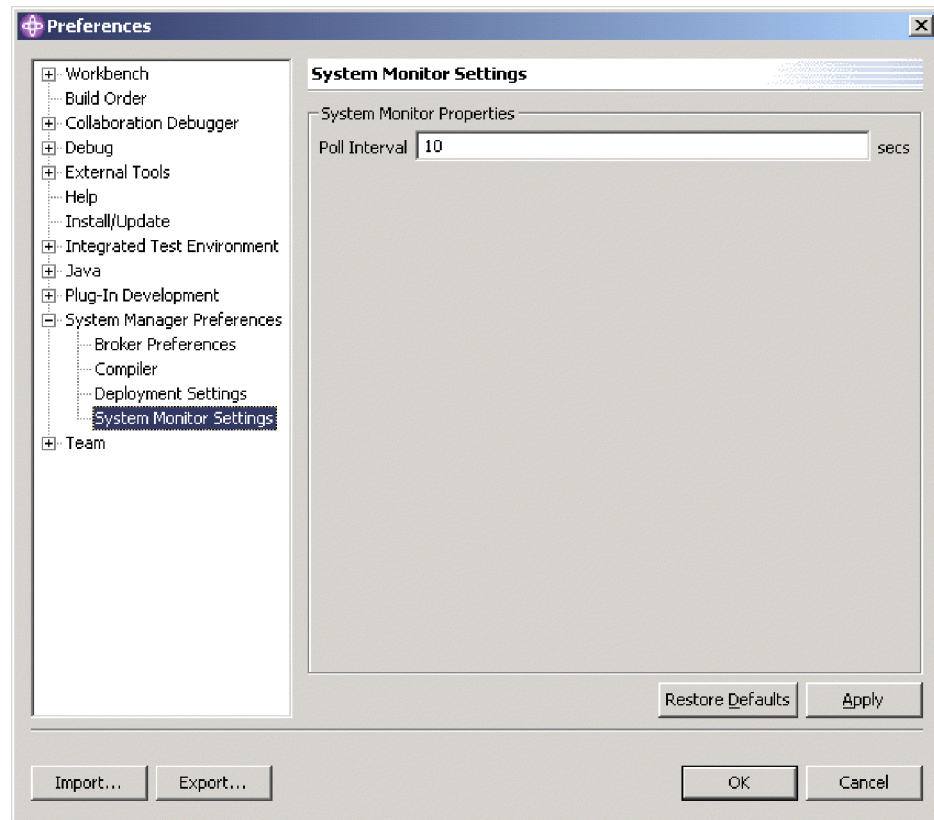 Preferences
Workbench
Build Order
Collaboration Debugger
Debug
External Tools
Help
Install/Update
Integrated Test Environment
Java
Plug-In Development
System Manager Preferences
Broker Preferences
Compiler
Deployment Settings
System Monitor Settings
Team
System Monitor Settings
System Monitor Properties
Poll Interval 10 secs
Restore Defaults Apply
Import... Export... OK Cancel